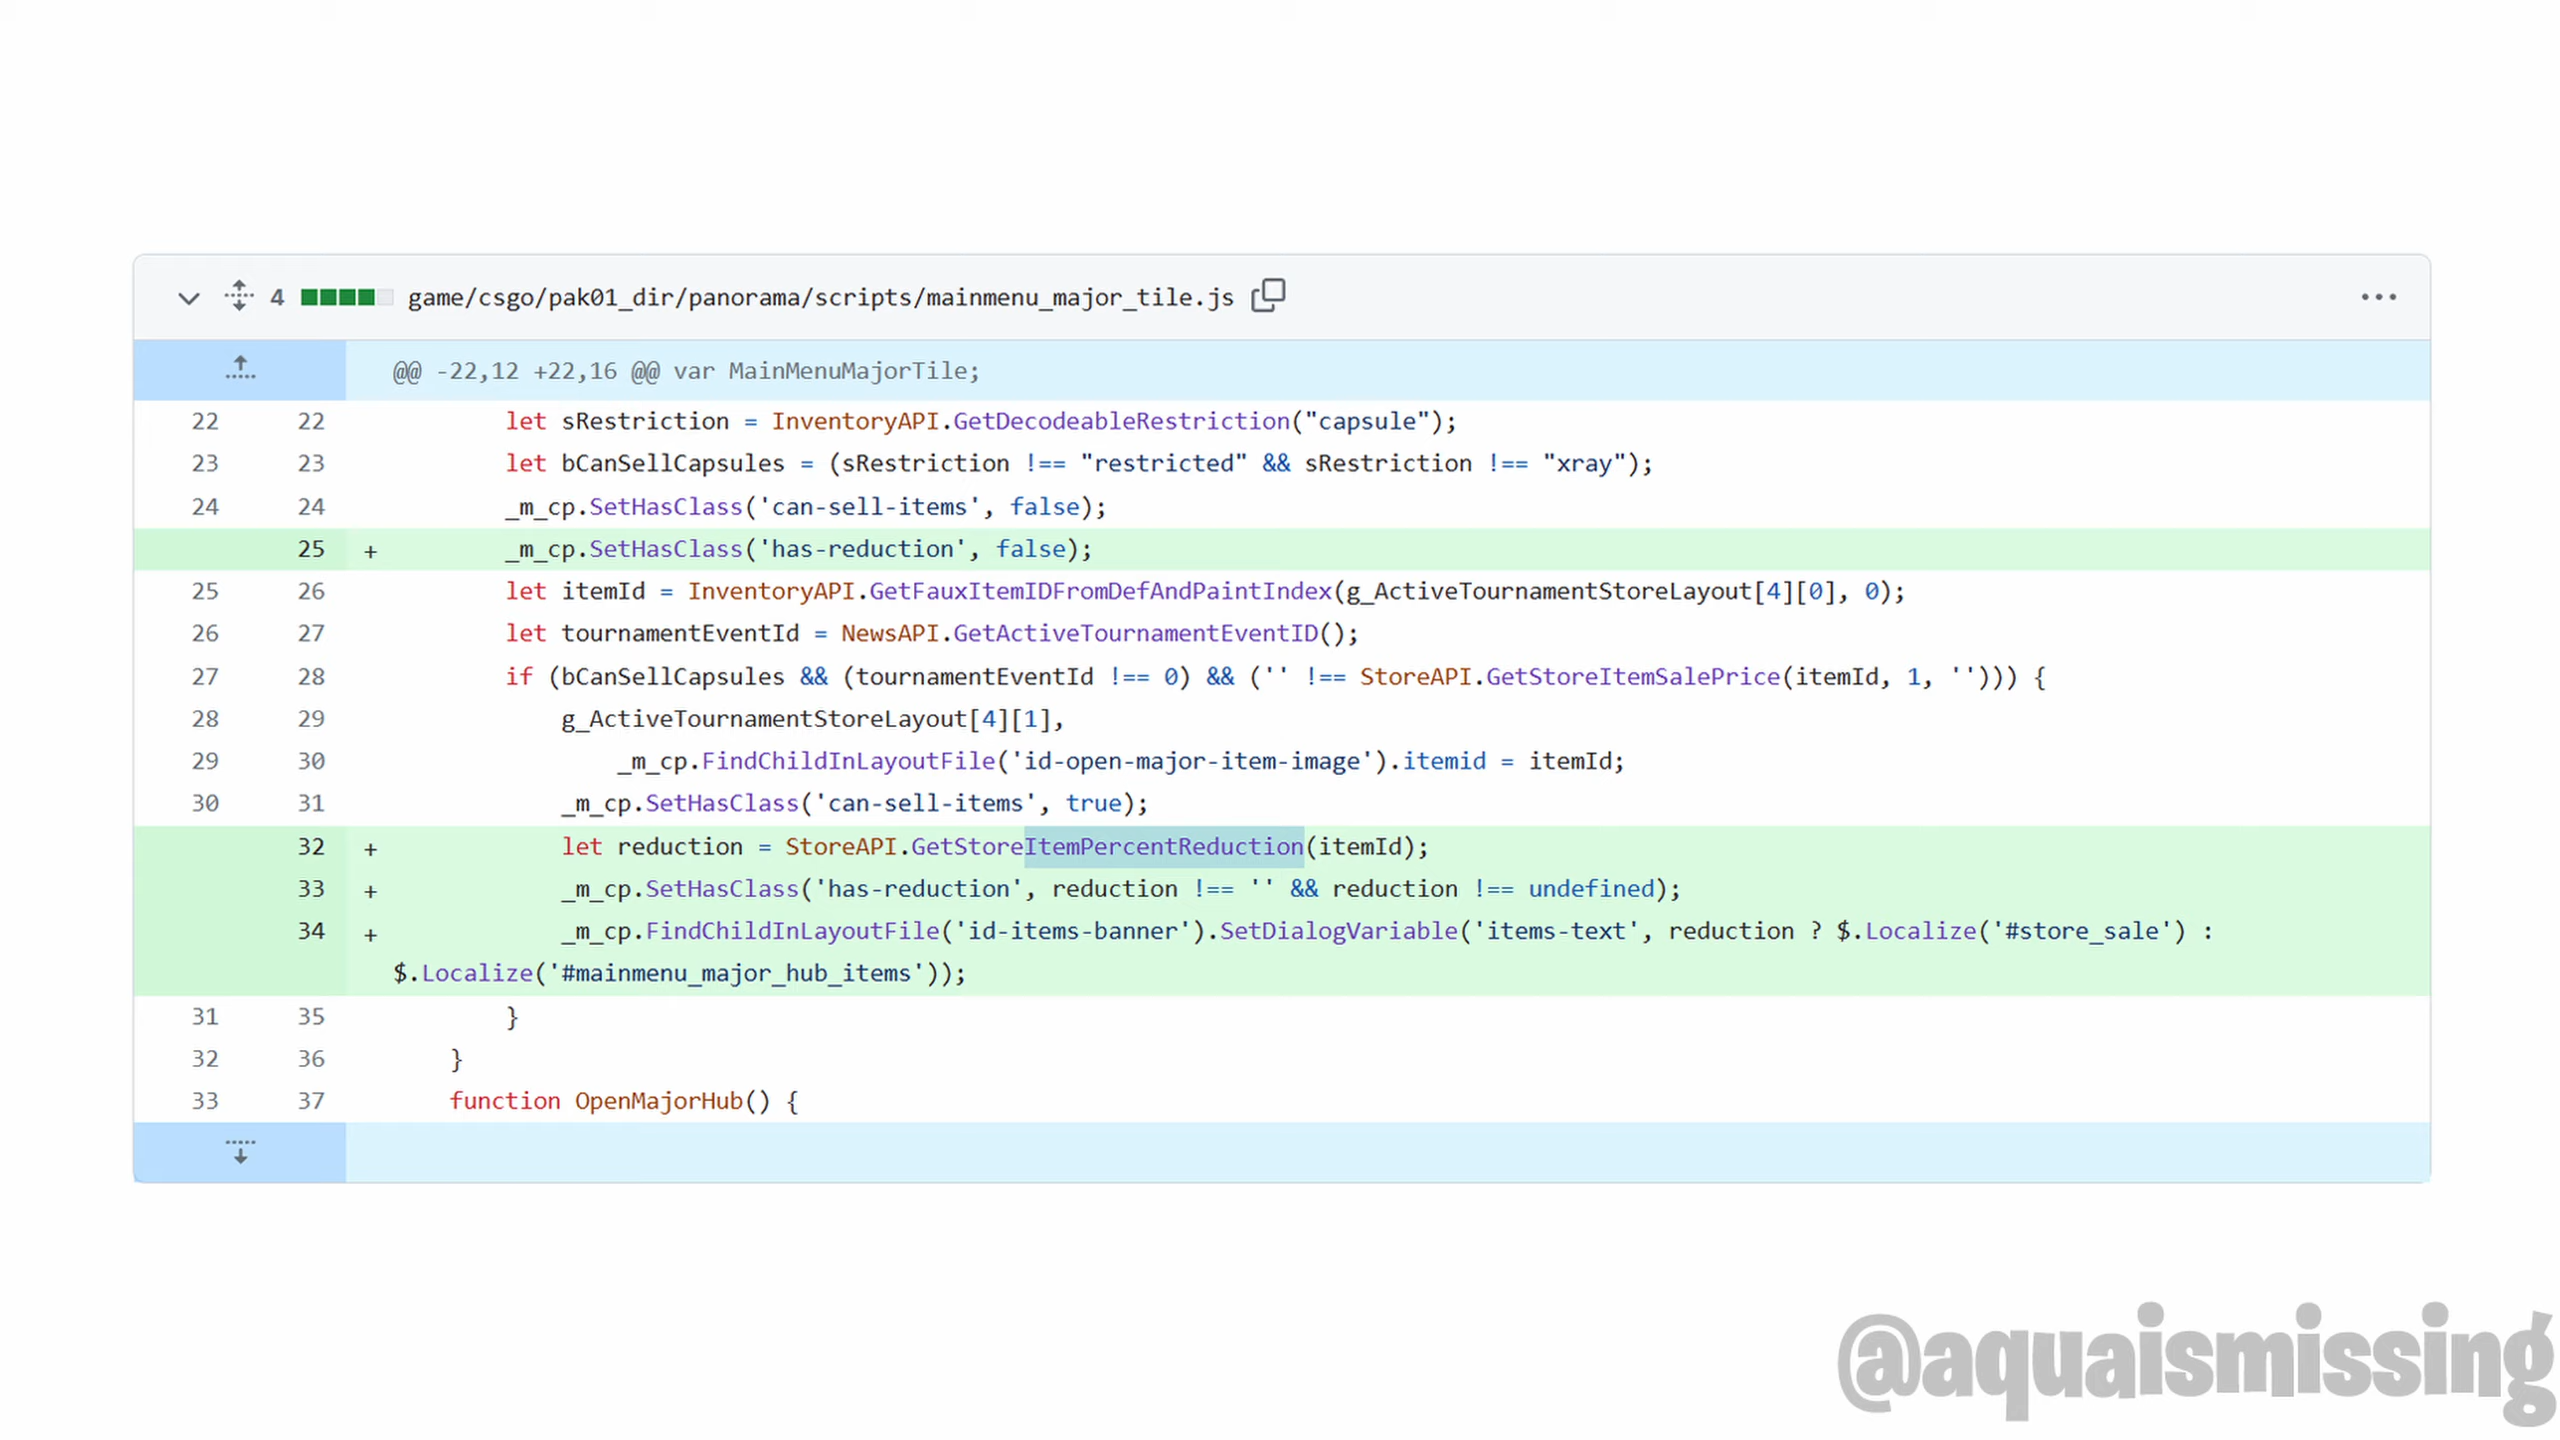 4 game/csgo/pak01_dir/panorama/scripts/mainmenu_major_tile.js
@@ -22,12 +22,16 @@ var MainMenuMajorTile;
22 22 let sRestriction = InventoryAPI.GetDecodeableRestriction("capsule");
23 23 let bCanSellCapsules = (sRestriction !== "restricted" && sRestriction !== "xray");
24 24 _m_cp.SetHasClass('can-sell-items', false);
25 + _m_cp.SetHasClass('has-reduction', false);
25 26 let itemId = InventoryAPI.GetFauxItemIDFromDefAndPaintIndex(g_ActiveTournamentStoreLayout[4][0], 0);
26 27 let tournamentEventId = NewsAPI.GetActiveTournamentEventID();
27 28 if (bCanSellCapsules && (tournamentEventId !== 0) && ('' !== StoreAPI.GetStoreItemSalePrice(itemId, 1, ''))) {
28 29 g_ActiveTournamentStoreLayout[4][1],
29 30 _m_cp.FindChildInLayoutFile('id-open-major-item-image').itemid = itemId;
30 31 _m_cp.SetHasClass('can-sell-items', true);
32 + let reduction = StoreAPI.GetStoreItemPercentReduction(itemId);
33 + _m_cp.SetHasClass('has-reduction', reduction !== '' && reduction !== undefined);
34 + _m_cp.FindChildInLayoutFile('id-items-banner').SetDialogVariable('items-text', reduction ? $.Localize('#store_sale') :
$.Localize('#mainmenu_major_hub_items'));
31 35 }
32 36 }
33 37 function OpenMajorHub() {
@aquaismissing